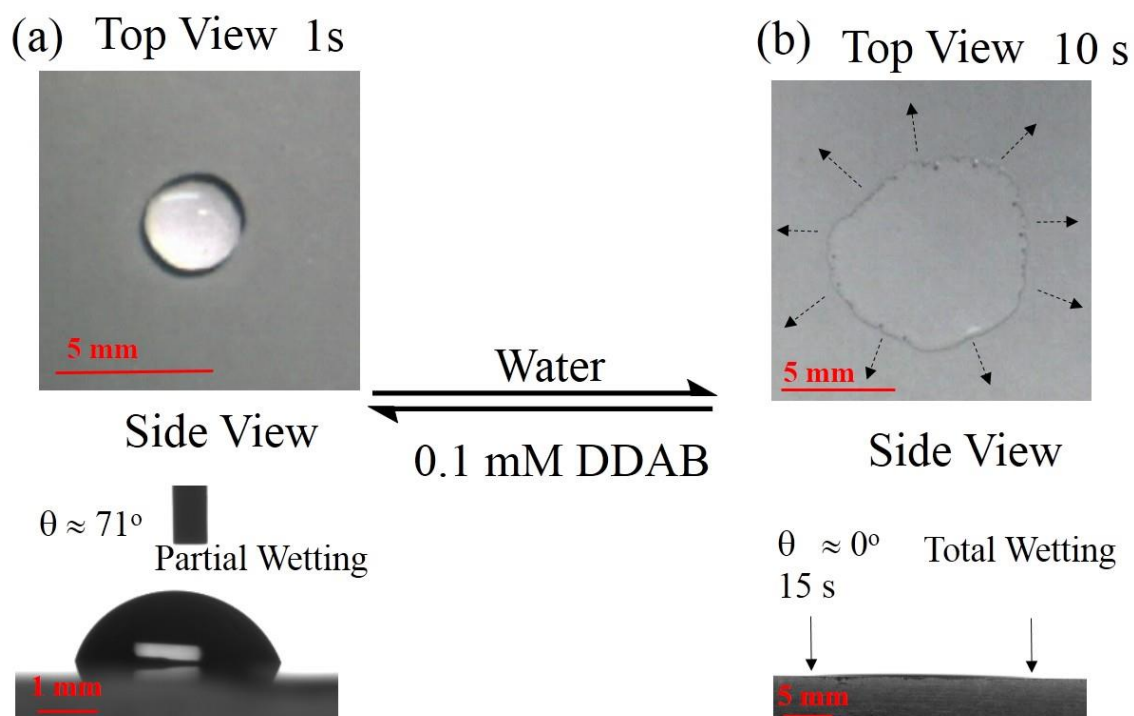 (a) Top View 1s
5 mm
Side View
θ ≈ 71°
Partial Wetting
1 mm
Water
0.1 mM DDAB
(b) Top View 10 s
5 mm
Side View
θ ≈ 0°
15 s
Total Wetting
5 mm